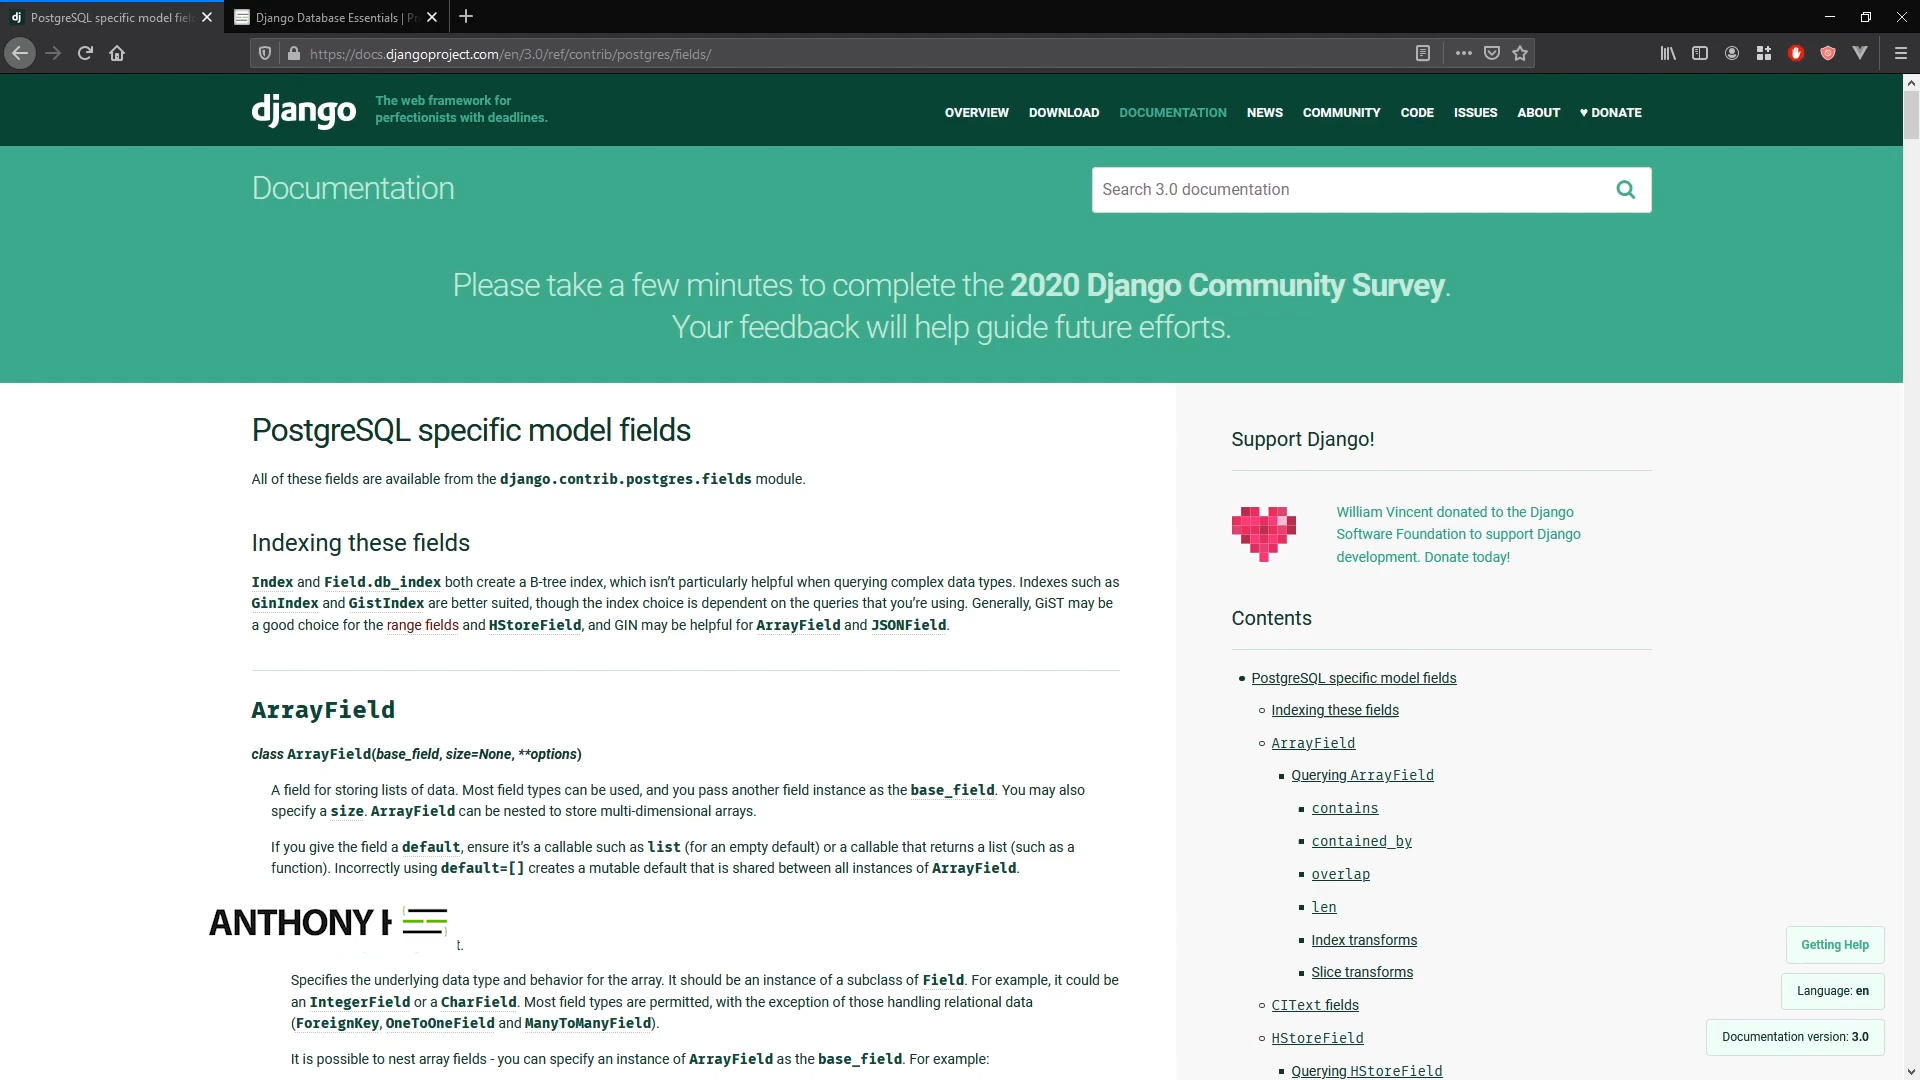 PostgreSQL specific model fiel
Django Database Essentials | Pr
https://docs.djangoproject.com/en/3.0/ref/contrib/postgres/fields/
django
The web framework for
perfectionists with deadlines.
OVERVIEW DOWNLOAD DOCUMENTATION NEWS COMMUNITY CODE ISSUES ABOUT ♥ DONATE
Documentation
Search 3.0 documentation
Please take a few minutes to complete the 2020 Django Community Survey.
Your feedback will help guide future efforts.
PostgreSQL specific model fields
All of these fields are available from the django.contrib.postgres.fields module.
Indexing these fields
Index and Field.db_index both create a B-tree index, which isn’t particularly helpful when querying complex data types. Indexes such as
GinIndex and GistIndex are better suited, though the index choice is dependent on the queries that you’re using. Generally, GiST may be
a good choice for the range fields and HStoreField, and GIN may be helpful for ArrayField and JSONField.
ArrayField
class ArrayField(base_field, size=None, **options)
A field for storing lists of data. Most field types can be used, and you pass another field instance as the base_field. You may also
specify a size. ArrayField can be nested to store multi-dimensional arrays.
If you give the field a default, ensure it’s a callable such as list (for an empty default) or a callable that returns a list (such as a
function). Incorrectly using default=[] creates a mutable default that is shared between all instances of ArrayField.
ANTHONY
t.
Specifies the underlying data type and behavior for the array. It should be an instance of a subclass of Field. For example, it could be
an IntegerField or a CharField. Most field types are permitted, with the exception of those handling relational data
(ForeignKey, OneToOneField and ManyToManyField).
It is possible to nest array fields - you can specify an instance of ArrayField as the base_field. For example:
Support Django!
William Vincent donated to the Django
Software Foundation to support Django
development. Donate today!
Contents
PostgreSQL specific model fields
Indexing these fields
ArrayField
Querying ArrayField
contains
contained_by
overlap
len
Index transforms
Slice transforms
CIText fields
HStoreField
Querying HStoreField
Getting Help
Language: en
Documentation version: 3.0